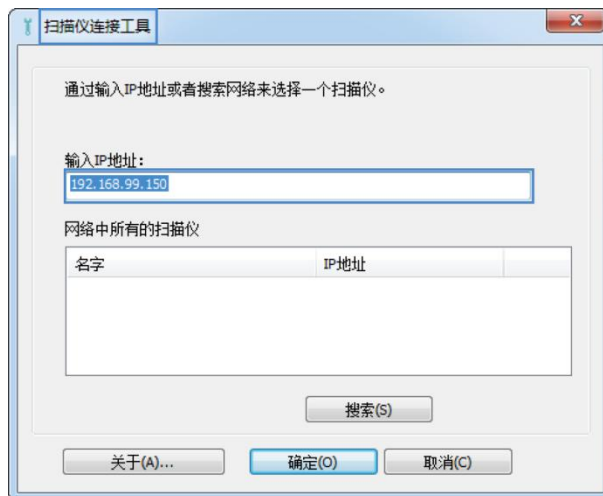 扫描仪连接工具
通过输入IP地址或者搜索网络来选择一个扫描仪。
输入IP地址：
192.168.99.150
网络中所有的扫描仪
名字 IP地址
搜索(S)
关于(A)... 确定(O) 取消(C)